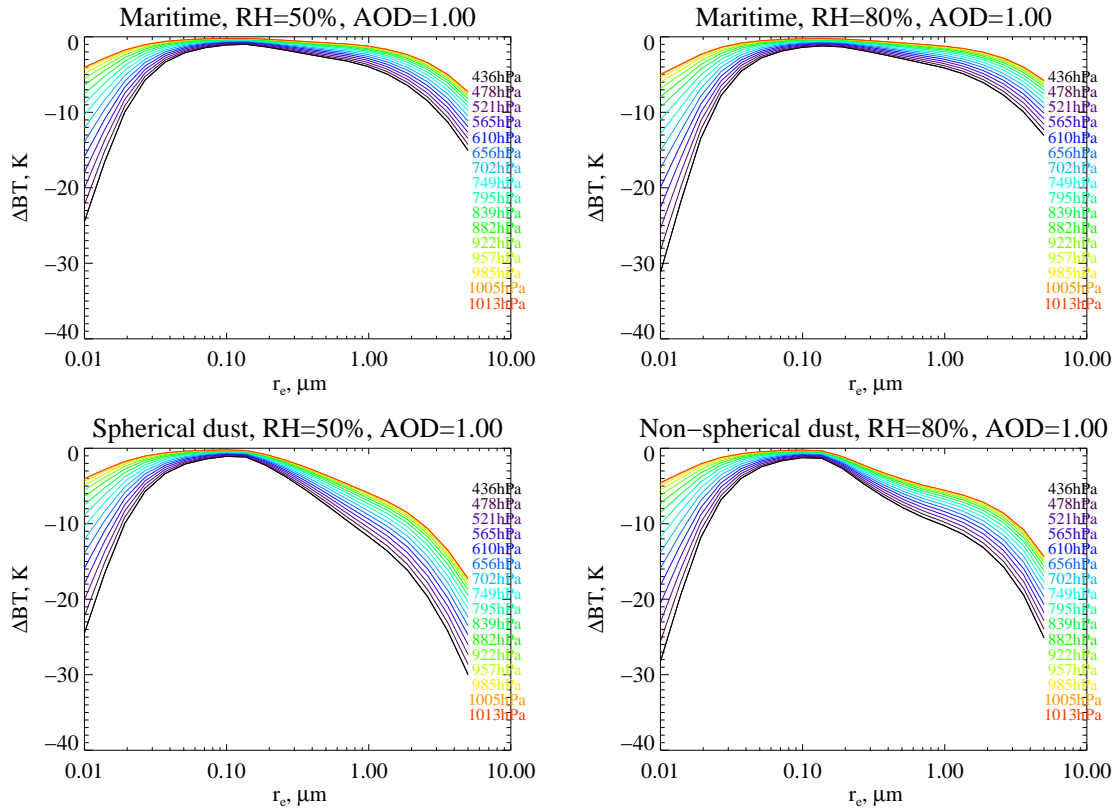 Maritime, RH=50%, AOD=1.00
0
−10
−20
−30
−40
ΔBT, K
0.01
0.10
1.00
10.00
r_e, μm
436hPa
478hPa
521hPa
565hPa
610hPa
656hPa
702hPa
749hPa
795hPa
839hPa
882hPa
922hPa
957hPa
985hPa
1005hPa
1013hPa
Maritime, RH=80%, AOD=1.00
0
−10
−20
−30
−40
ΔBT, K
0.01
0.10
1.00
10.00
r_e, μm
436hPa
478hPa
521hPa
565hPa
610hPa
656hPa
702hPa
749hPa
795hPa
839hPa
882hPa
922hPa
957hPa
985hPa
1005hPa
1013hPa
Spherical dust, RH=50%, AOD=1.00
0
−10
−20
−30
−40
ΔBT, K
0.01
0.10
1.00
10.00
r_e, μm
436hPa
478hPa
521hPa
565hPa
610hPa
656hPa
702hPa
749hPa
795hPa
839hPa
882hPa
922hPa
957hPa
985hPa
1005hPa
1013hPa
Non−spherical dust, RH=80%, AOD=1.00
0
−10
−20
−30
−40
ΔBT, K
0.01
0.10
1.00
10.00
r_e, μm
436hPa
478hPa
521hPa
565hPa
610hPa
656hPa
702hPa
749hPa
795hPa
839hPa
882hPa
922hPa
957hPa
985hPa
1005hPa
1013hPa